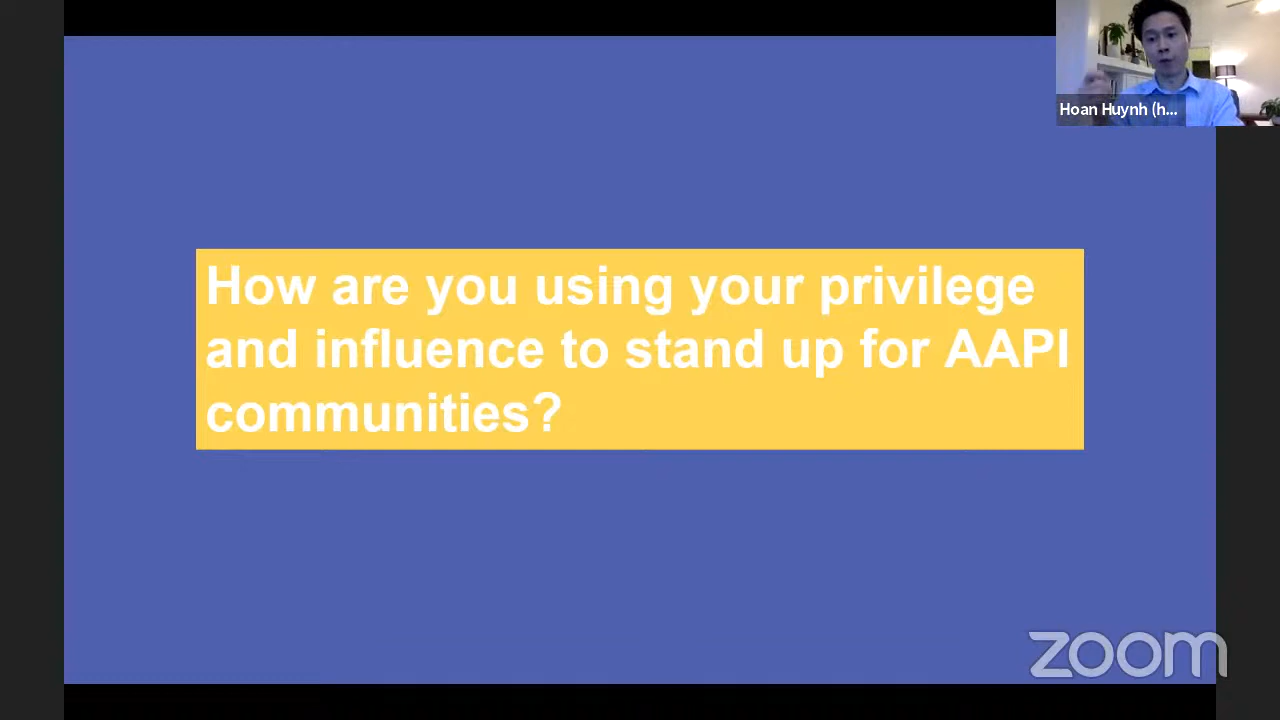 Hoan Huynh (h...
How are you using your privilege
and influence to stand up for AAPI
communities?
zoom